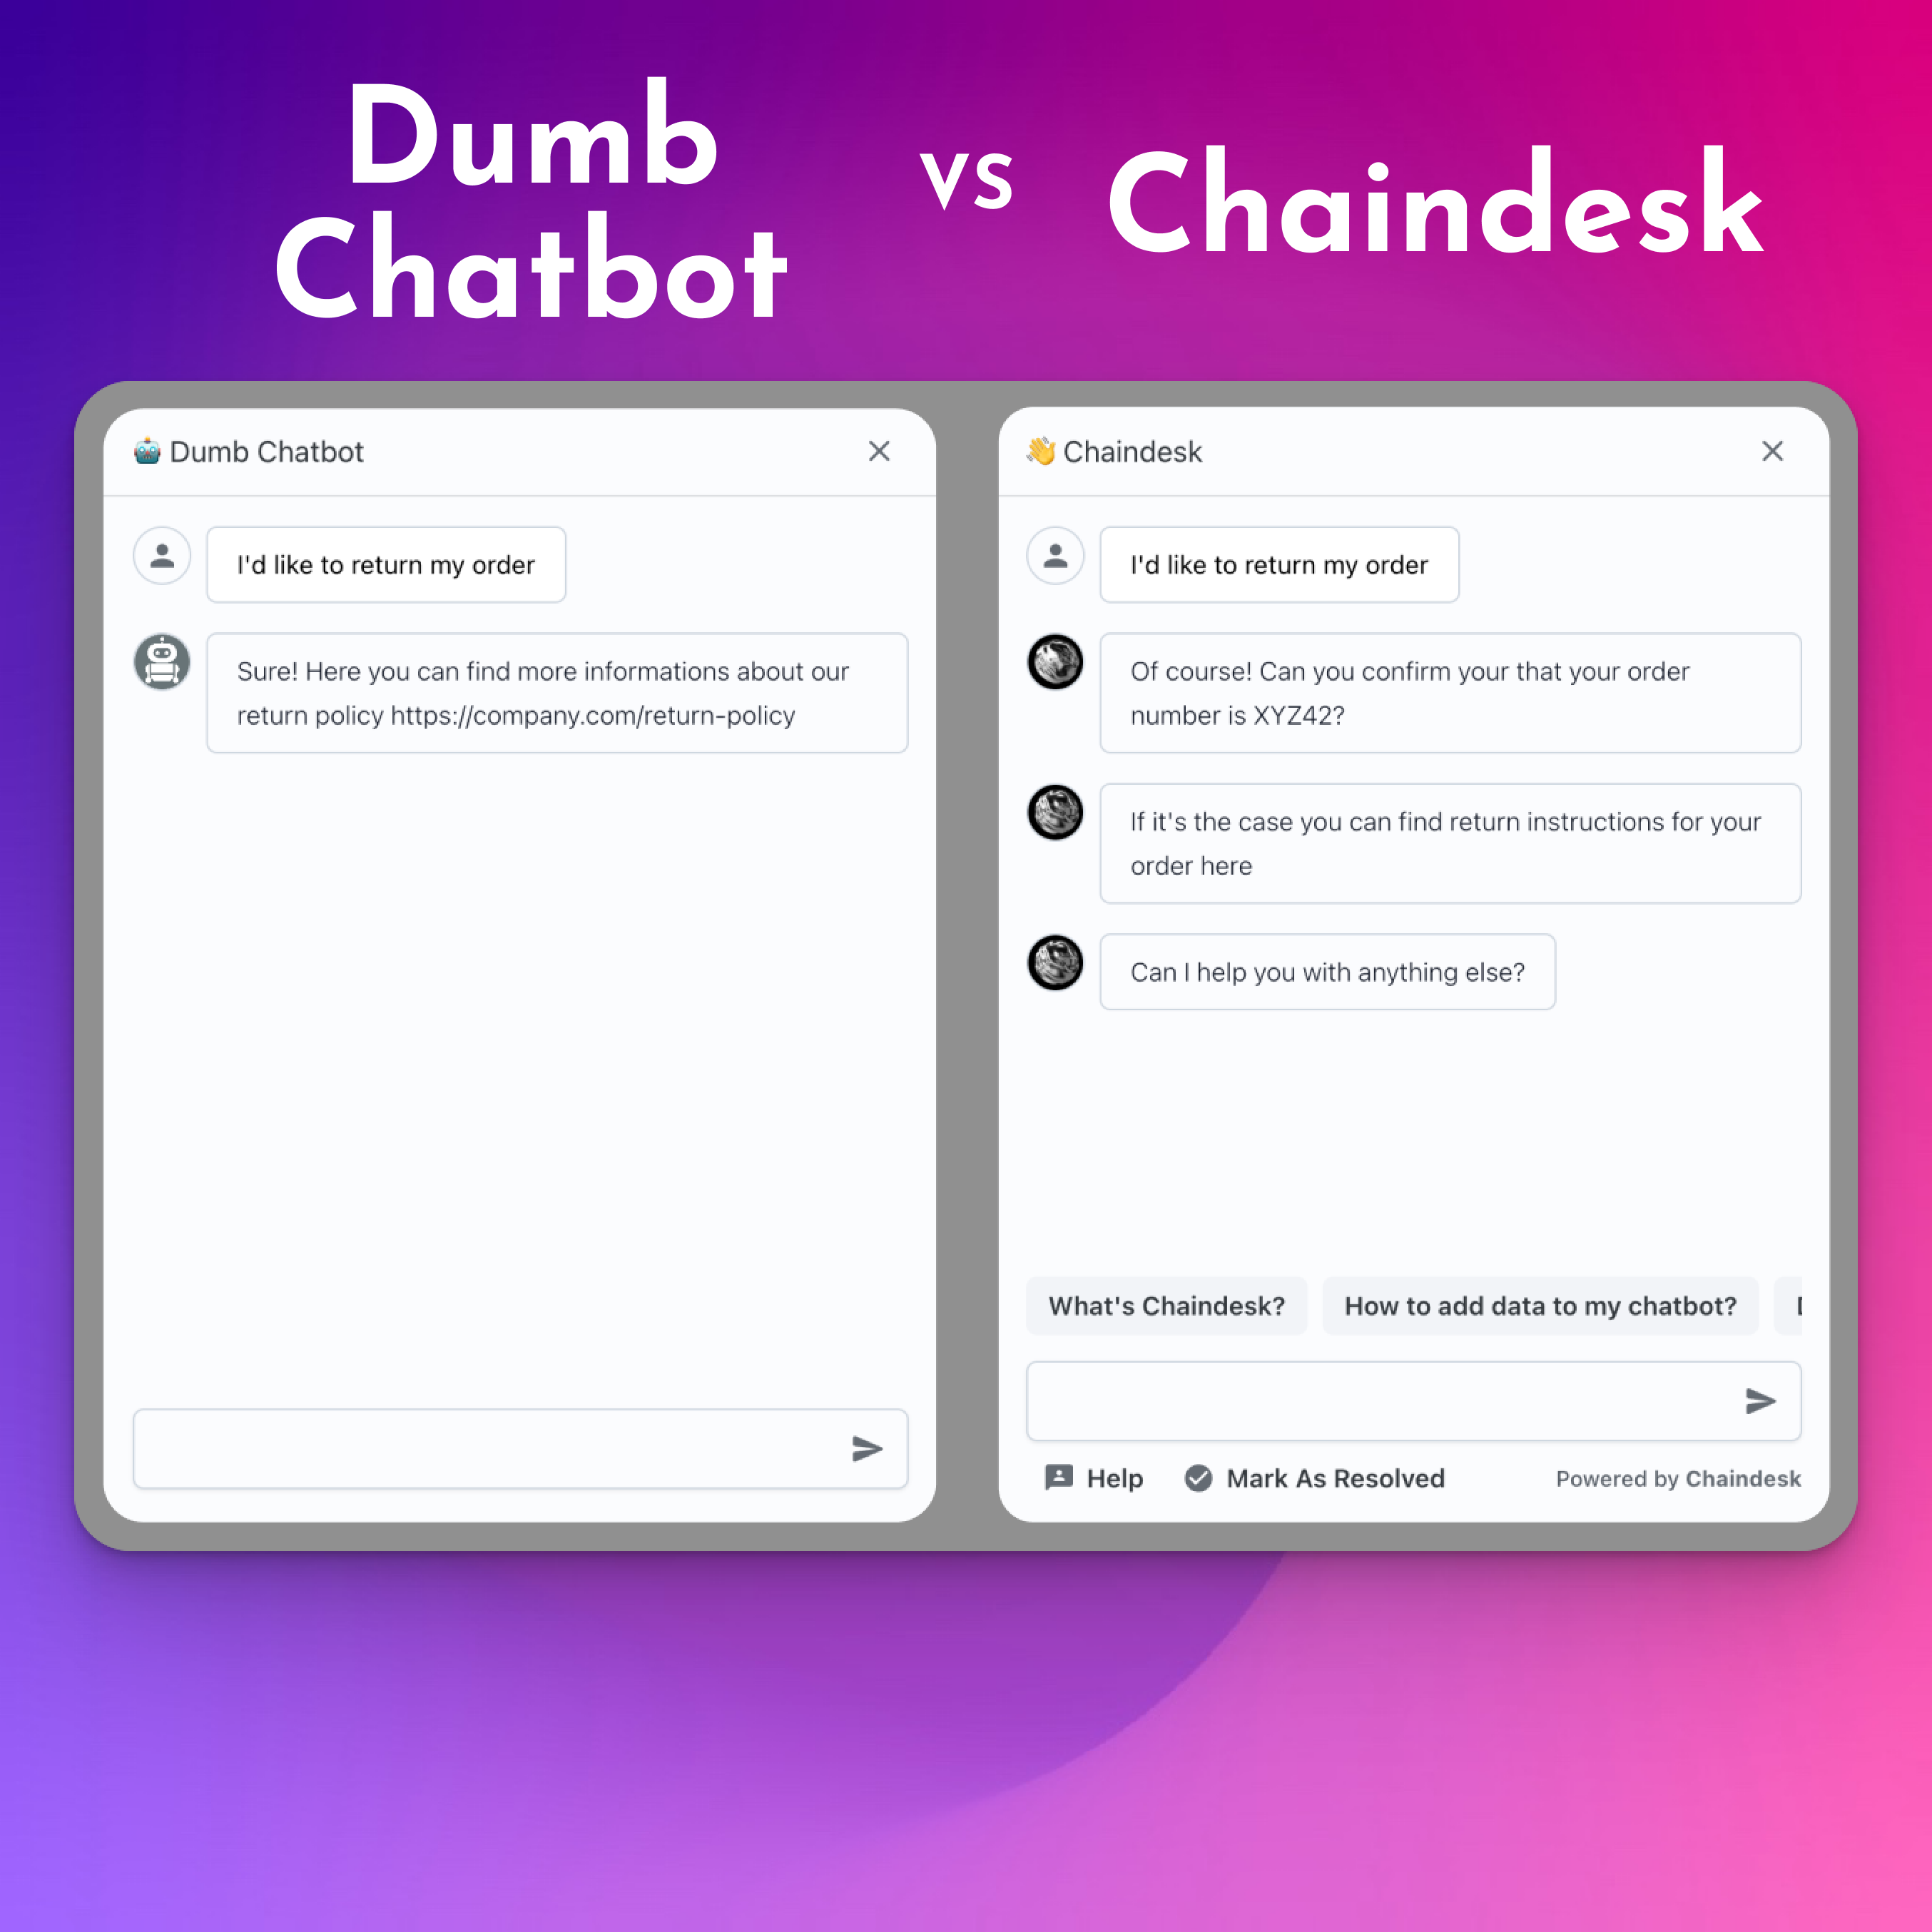 Dumb
Chatbot
vs
Chaindesk
Dumb Chatbot
I'd like to return my order
Sure! Here you can find more informations about our
return policy https://company.com/return-policy
Chaindesk
I'd like to return my order
Of course! Can you confirm your that your order
number is XYZ42?
If it's the case you can find return instructions for your
order here
Can I help you with anything else?
What's Chaindesk?
How to add data to my chatbot?
Help
Mark As Resolved
Powered by Chaindesk